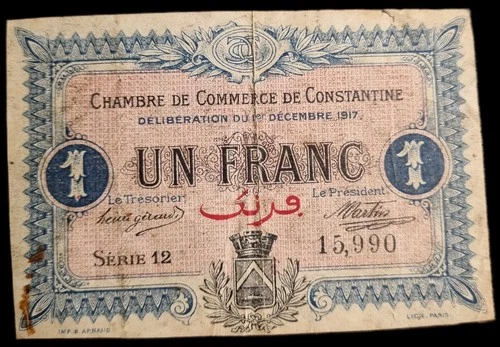 CHAMBRE DE COMMERCE DE CONSTANTINE
DÉLIBÉRATION DU 1er DÉCEMBRE 1917.
1 UN FRANC 1
Le Trésorier Le Président.
فرنك
Martin
SÉRIE 12 15,990
IMP. B. ARNAUD LYON, PARIS